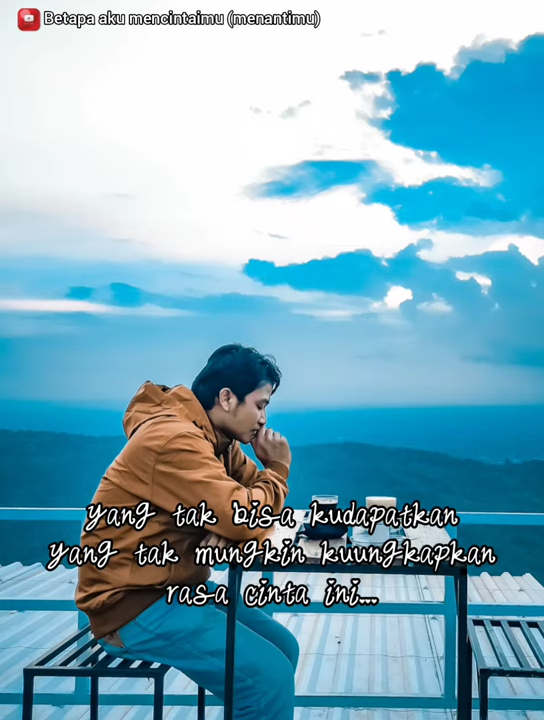 Betapa aku mencintaimu (menantimu)
yang tak bisa kudapatkan
yang tak mungkin kuungkapkan
rasa cinta ini...